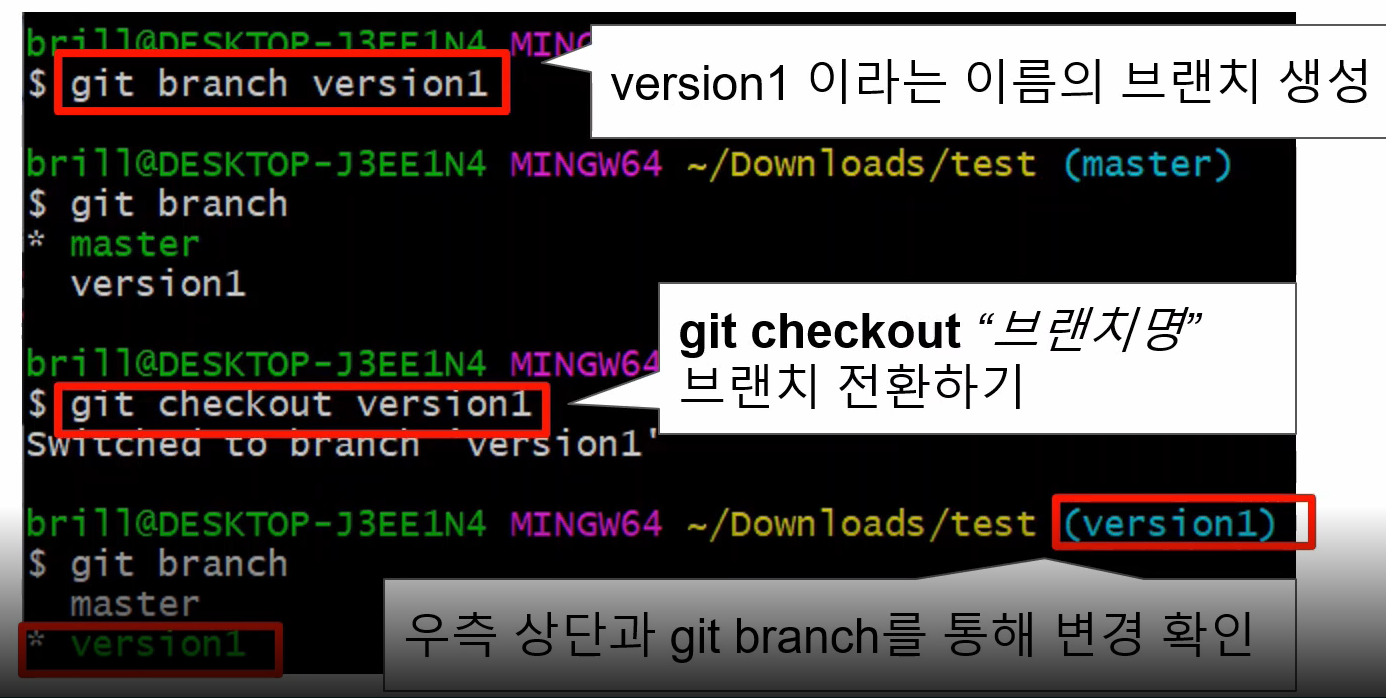 brill@DESKTOP-J3EE1N4 MING
$ git branch version1
version1 이라는 이름의 브랜치 생성
brill@DESKTOP-J3EE1N4 MINGW64 ~/Downloads/test (master)
$ git branch
* master
version1
brill@DESKTOP-J3EE1N4 MINGW64
$ git checkout version1
git checkout “브랜치명”
브랜치 전환하기
Switched to branch 'version1'
brill@DESKTOP-J3EE1N4 MINGW64 ~/Downloads/test (version1)
$ git branch
master
* version1
우측 상단과 git branch를 통해 변경 확인